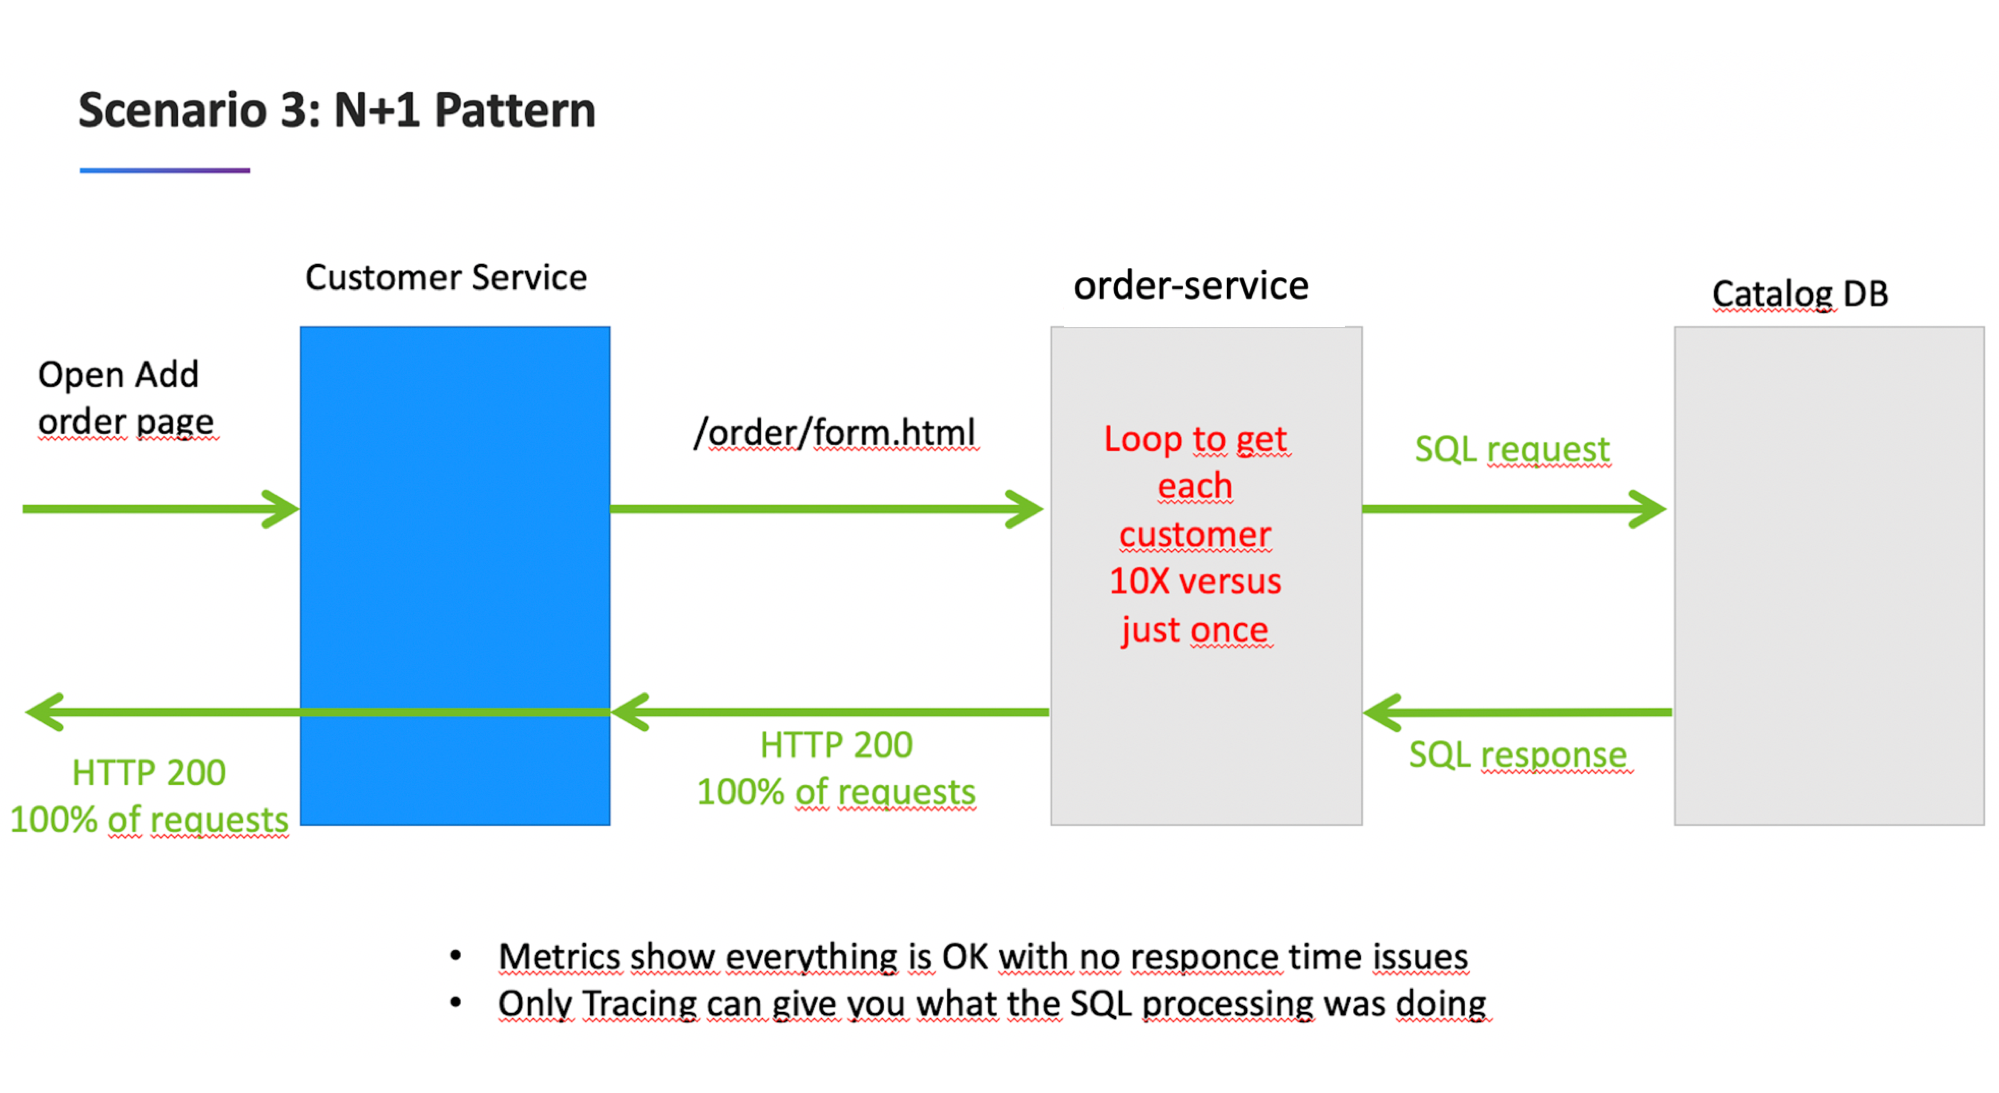 Scenario 3: N+1 Pattern
Customer Service
order-service
Catalog DB
Open Add
order page
/order/form.html
Loop to get
each
customer
10X versus
just once
SQL request
HTTP 200
100% of requests
HTTP 200
100% of requests
SQL response
• Metrics show everything is OK with no responce time issues
• Only Tracing can give you what the SQL processing was doing